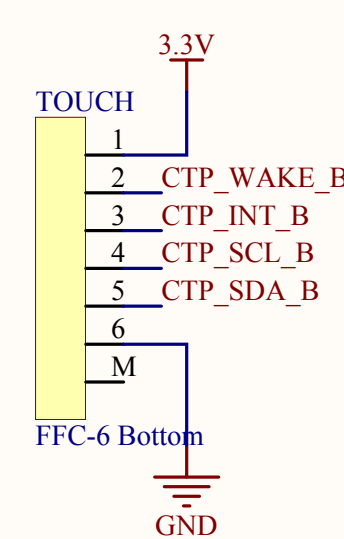 3.3V
TOUCH
1
2 CTP_WAKE_B
3 CTP_INT_B
4 CTP_SCL_B
5 CTP_SDA_B
6
M
FFC-6 Bottom
GND